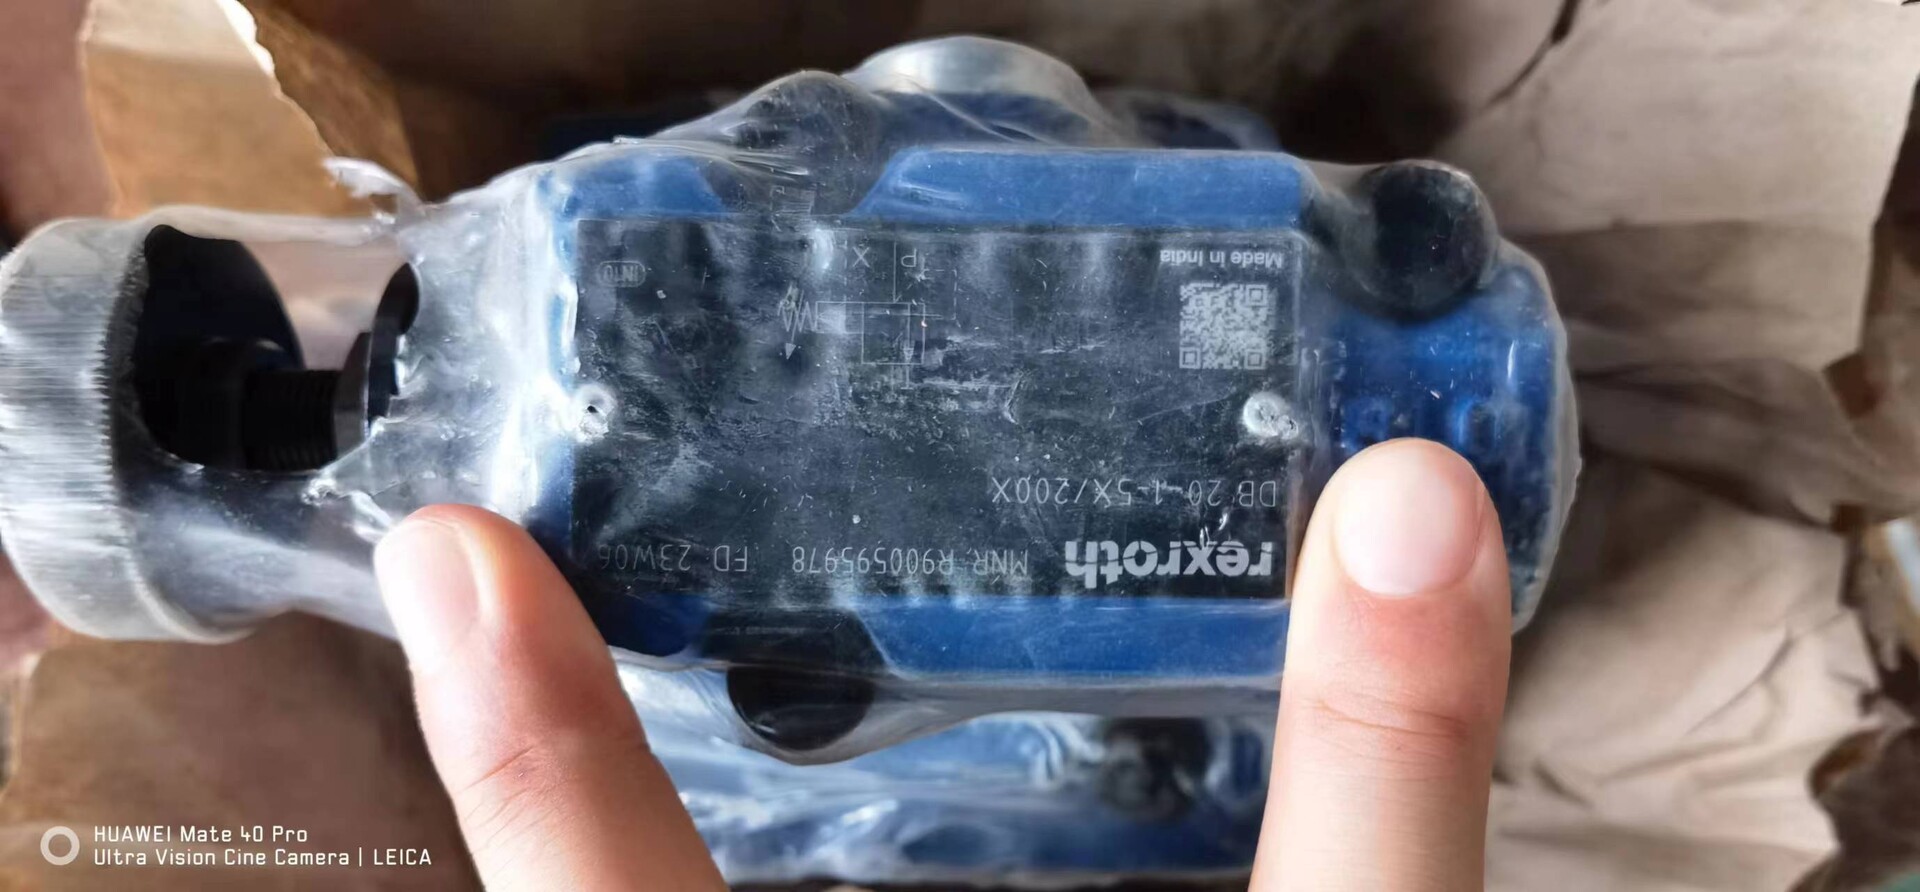 rexroth MNR: R900595978 FD: 23W06
DB 20-1-5X/200X
Made in India
P
X
HUAWEI Mate 40 Pro
Ultra Vision Cine Camera | LEICA